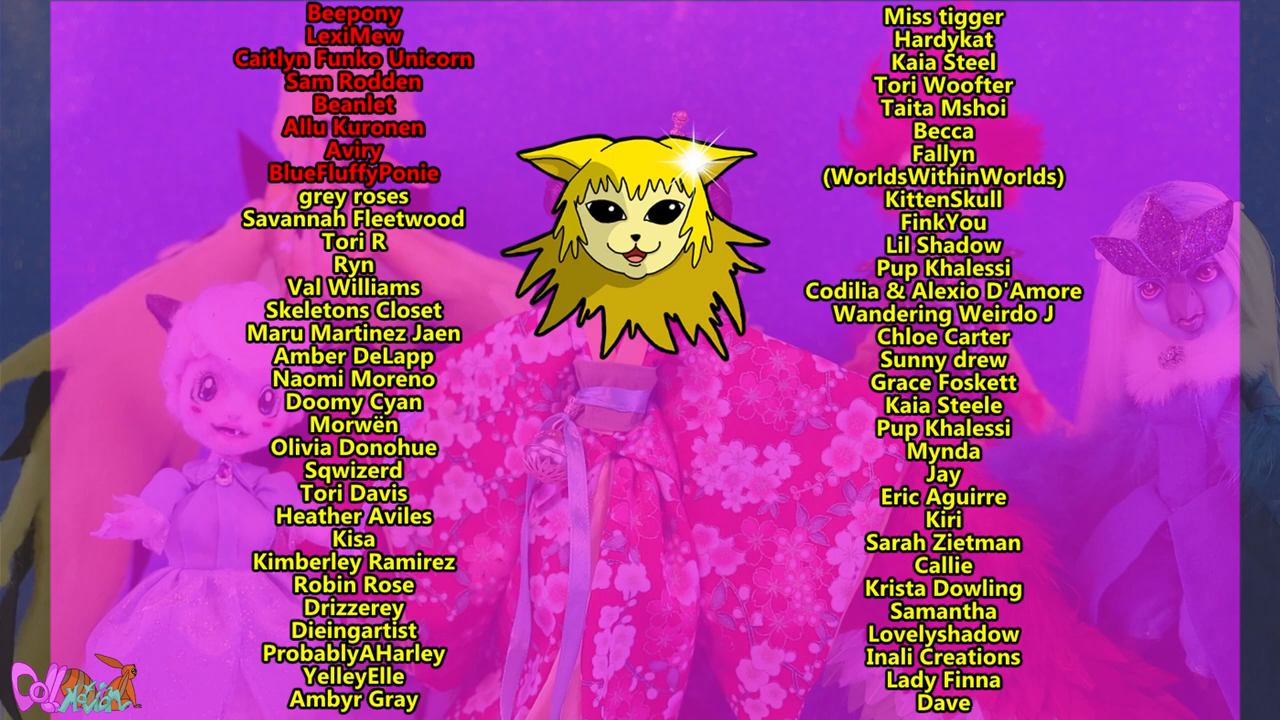 Beepony
LexiMew
Caitlyn Funko Unicorn
Sam Rodden
Beanlet
Allu Kuronen
Aviry
BlueFluffyPonie
grey roses
Savannah Fleetwood
Tori R
Ryn
Val Williams
Skeletons Closet
Maru Martinez Jaen
Amber DeLapp
Naomi Moreno
Doomy Cyan
Morwën
Olivia Donohue
Sqwizerd
Tori Davis
Heather Aviles
Kisa
Kimberley Ramirez
Robin Rose
Drizzerey
Dieingartist
ProbablyAHarley
YelleyElle
Ambyr Gray
Miss tigger
Hardykat
Kaia Steel
Tori Woofter
Taita Mshoi
Becca
Fallyn
(WorldsWithinWorlds)
KittenSkull
FinkYou
Lil Shadow
Pup Khalessi
Codilia & Alexio D'Amore
Wandering Weirdo J
Chloe Carter
Sunny drew
Grace Foskett
Kaia Steele
Pup Khalessi
Mynda
Jay
Eric Aguirre
Kiri
Sarah Zietman
Callie
Krista Dowling
Samantha
Lovelyshadow
Inali Creations
Lady Finna
Dave
Doll
Motion